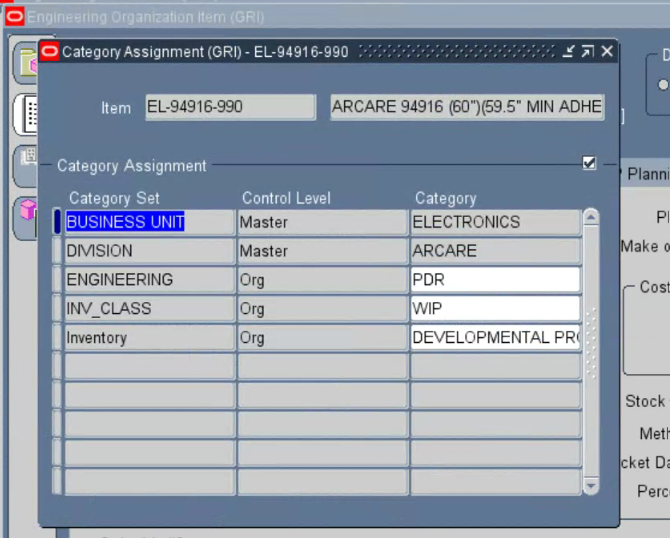 Engineering Organization Item (GRI)
Category Assignment (GRI) - EL-94916-990
Item EL-94916-990 ARCARE 94916 (60")(59.5" MIN ADHE
Category Assignment
Category Set Control Level Category
BUSINESS UNIT Master ELECTRONICS
DIVISION Master ARCARE
ENGINEERING Org PDR
INV_CLASS Org WIP
Inventory Org DEVELOPMENTAL PR
D
Planni
Pl
Make o
Cost
Stock
Meth
cket Da
Perce